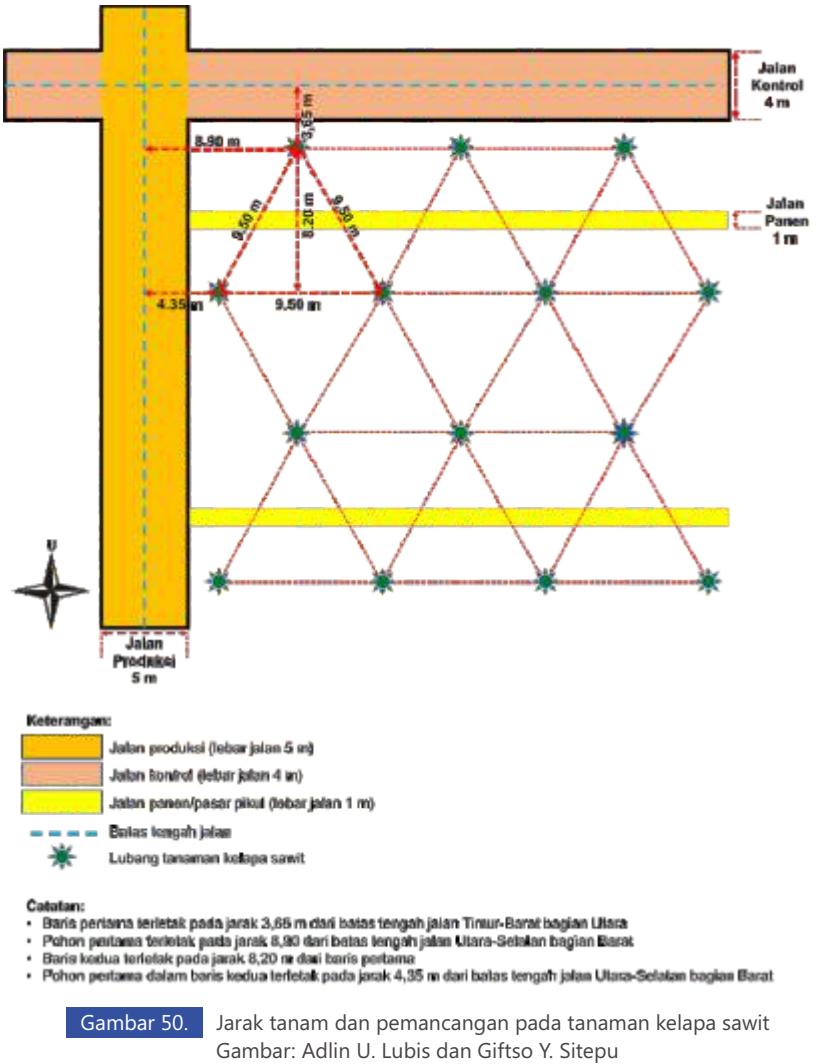 Jalan
Kontrol
4 m
3,65 m
8.90 m
9.50 m
8.20 m
9.50 m
Jalan
Panen
1 m
4.35 m
9.50 m
U
Jalan
Produksi
5 m
Keterangan:
Jalan produksi (lebar jalan 5 m)
Jalan kontrol (lebar jalan 4 m)
Jalan panen/pasar pikul (lebar jalan 1 m)
Batas tengah jalan
Lubang tanaman kelapa sawit
Catatan:
• Baris pertama terletak pada jarak 3,65 m dari batas tengah jalan Timur-Barat bagian Utara
• Pohon pertama terletak pada jarak 8,90 dari batas tengah jalan Utara-Selatan bagian Barat
• Baris kedua terletak pada jarak 8,20 m dari baris pertama
• Pohon pertama dalam baris kedua terletak pada jarak 4,35 m dari batas tengah jalan Utara-Selatan bagian Barat
Gambar 50. Jarak tanam dan pemancangan pada tanaman kelapa sawit
Gambar: Adlin U. Lubis dan Giftso Y. Sitepu